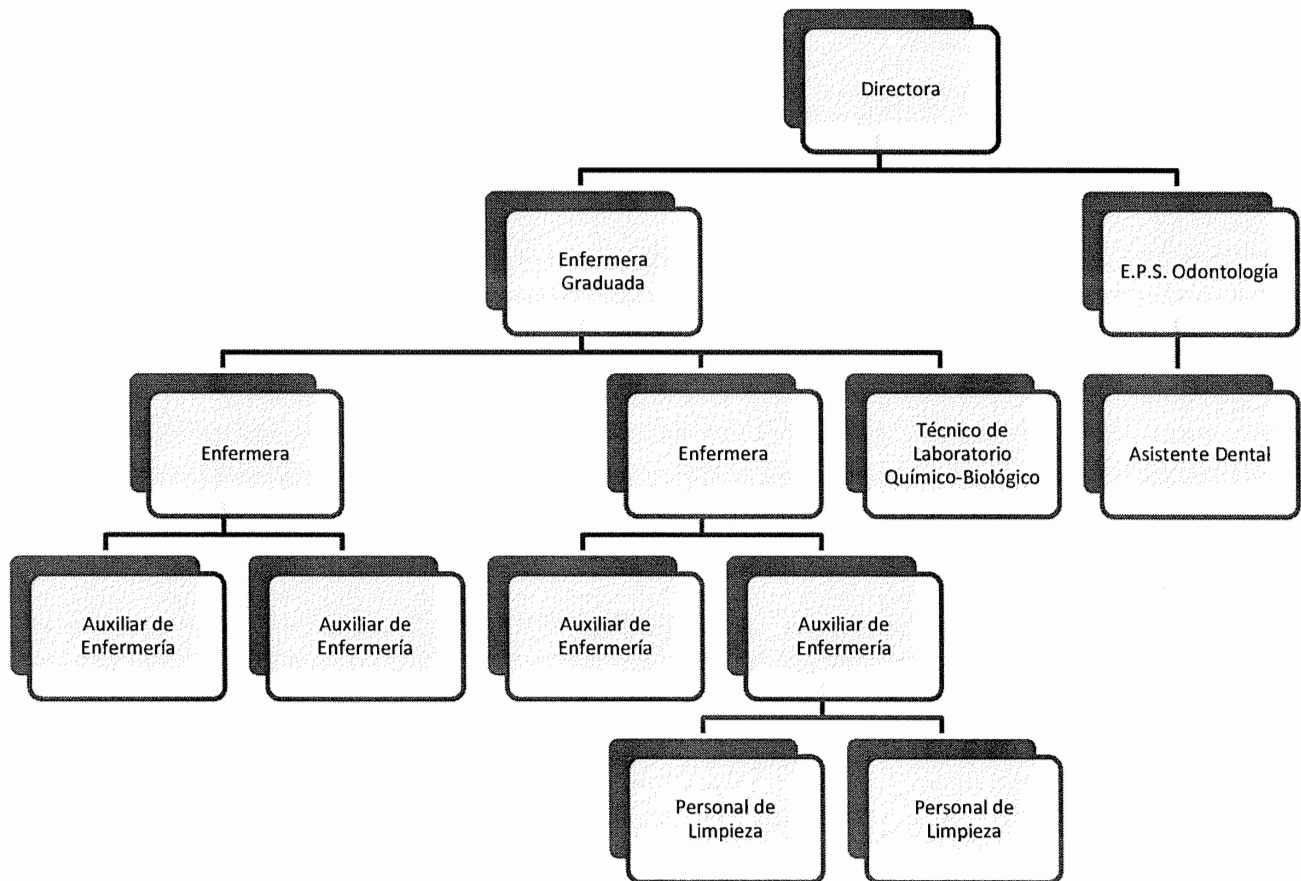 Directora
Enfermera
Graduada
E.P.S. Odontología
Enfermera
Enfermera
Técnico de
Laboratorio
Químico-Biológico
Asistente Dental
Auxiliar de
Enfermería
Auxiliar de
Enfermería
Auxiliar de
Enfermería
Auxiliar de
Enfermería
Personal de
Limpieza
Personal de
Limpieza